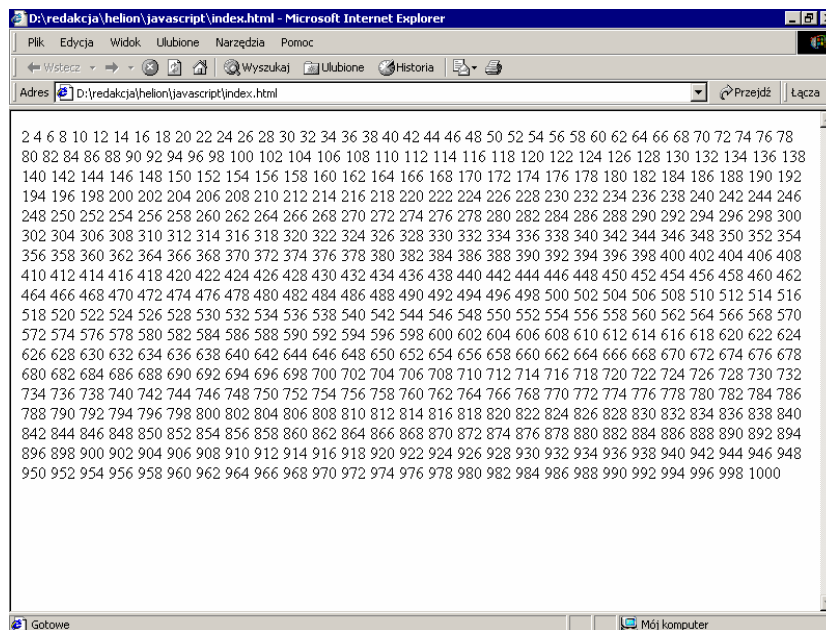 D:\redakcja\helion\javascript\index.html - Microsoft Internet Explorer
Plik Edycja Widok Ulubione Narzędzia Pomoc
Wstecz Wyszukaj Ulubione Historia
Adres D:\redakcja\helion\javascript\index.html Przejdź Łącza
2 4 6 8 10 12 14 16 18 20 22 24 26 28 30 32 34 36 38 40 42 44 46 48 50 52 54 56 58 60 62 64 66 68 70 72 74 76 78
80 82 84 86 88 90 92 94 96 98 100 102 104 106 108 110 112 114 116 118 120 122 124 126 128 130 132 134 136 138
140 142 144 146 148 150 152 154 156 158 160 162 164 166 168 170 172 174 176 178 180 182 184 186 188 190 192
194 196 198 200 202 204 206 208 210 212 214 216 218 220 222 224 226 228 230 232 234 236 238 240 242 244 246
248 250 252 254 256 258 260 262 264 266 268 270 272 274 276 278 280 282 284 286 288 290 292 294 296 298 300
302 304 306 308 310 312 314 316 318 320 322 324 326 328 330 332 334 336 338 340 342 344 346 348 350 352 354
356 358 360 362 364 366 368 370 372 374 376 378 380 382 384 386 388 390 392 394 396 398 400 402 404 406 408
410 412 414 416 418 420 422 424 426 428 430 432 434 436 438 440 442 444 446 448 450 452 454 456 458 460 462
464 466 468 470 472 474 476 478 480 482 484 486 488 490 492 494 496 498 500 502 504 506 508 510 512 514 516
518 520 522 524 526 528 530 532 534 536 538 540 542 544 546 548 550 552 554 556 558 560 562 564 566 568 570
572 574 576 578 580 582 584 586 588 590 592 594 596 598 600 602 604 606 608 610 612 614 616 618 620 622 624
626 628 630 632 634 636 638 640 642 644 646 648 650 652 654 656 658 660 662 664 666 668 670 672 674 676 678
680 682 684 686 688 690 692 694 696 698 700 702 704 706 708 710 712 714 716 718 720 722 724 726 728 730 732
734 736 738 740 742 744 746 748 750 752 754 756 758 760 762 764 766 768 770 772 774 776 778 780 782 784 786
788 790 792 794 796 798 800 802 804 806 808 810 812 814 816 818 820 822 824 826 828 830 832 834 836 838 840
842 844 846 848 850 852 854 856 858 860 862 864 866 868 870 872 874 876 878 880 882 884 886 888 890 892 894
896 898 900 902 904 906 908 910 912 914 916 918 920 922 924 926 928 930 932 934 936 938 940 942 944 946 948
950 952 954 956 958 960 962 964 966 968 970 972 974 976 978 980 982 984 986 988 990 992 994 996 998 1000
Gotowe Mój komputer